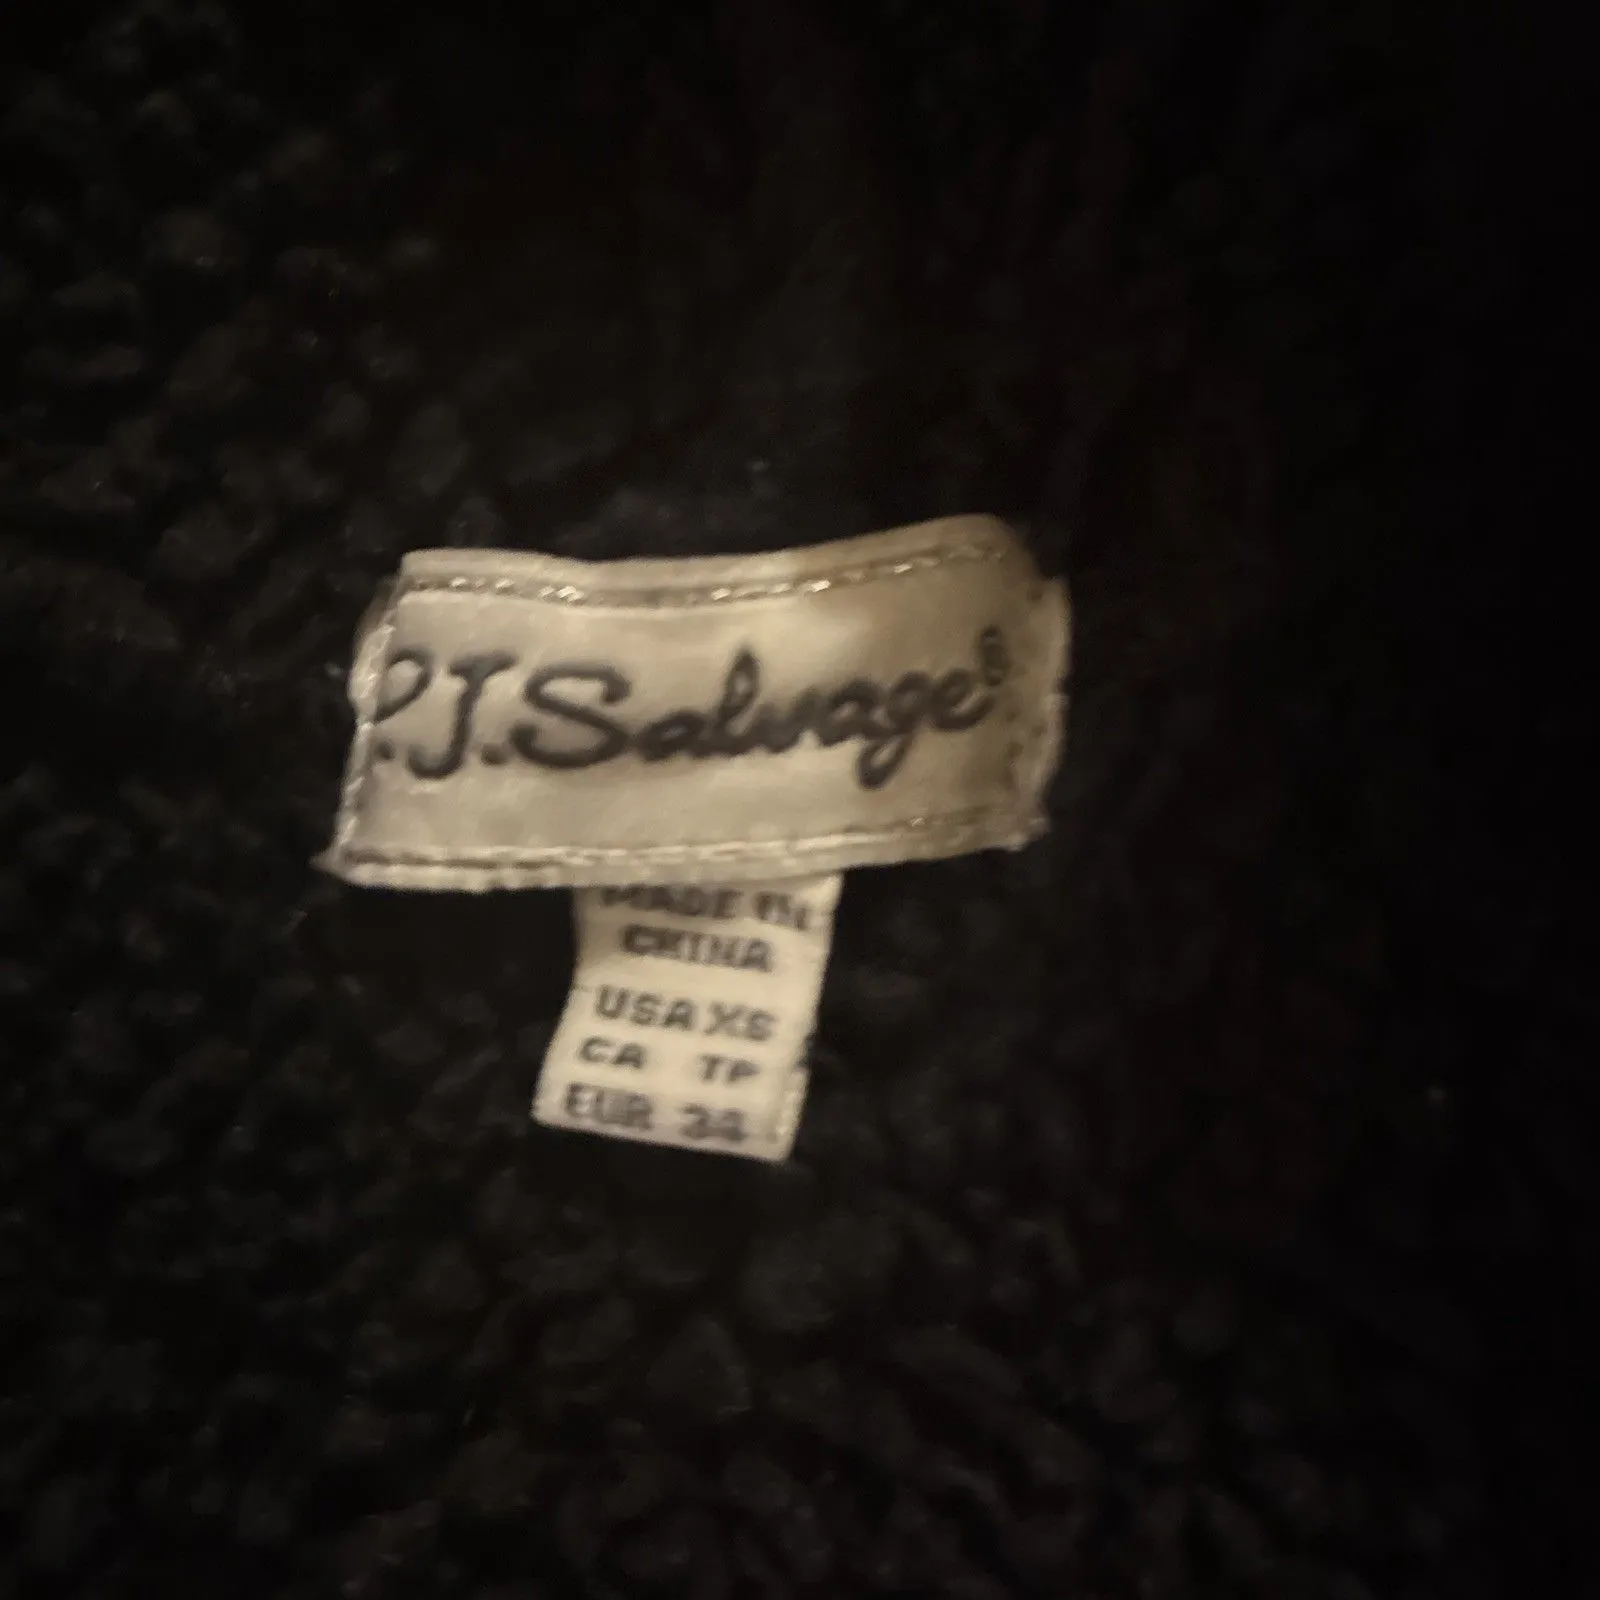 P.J. Salvage®
MADE IN
CHINA
USA XS
CA TP
EUR 34